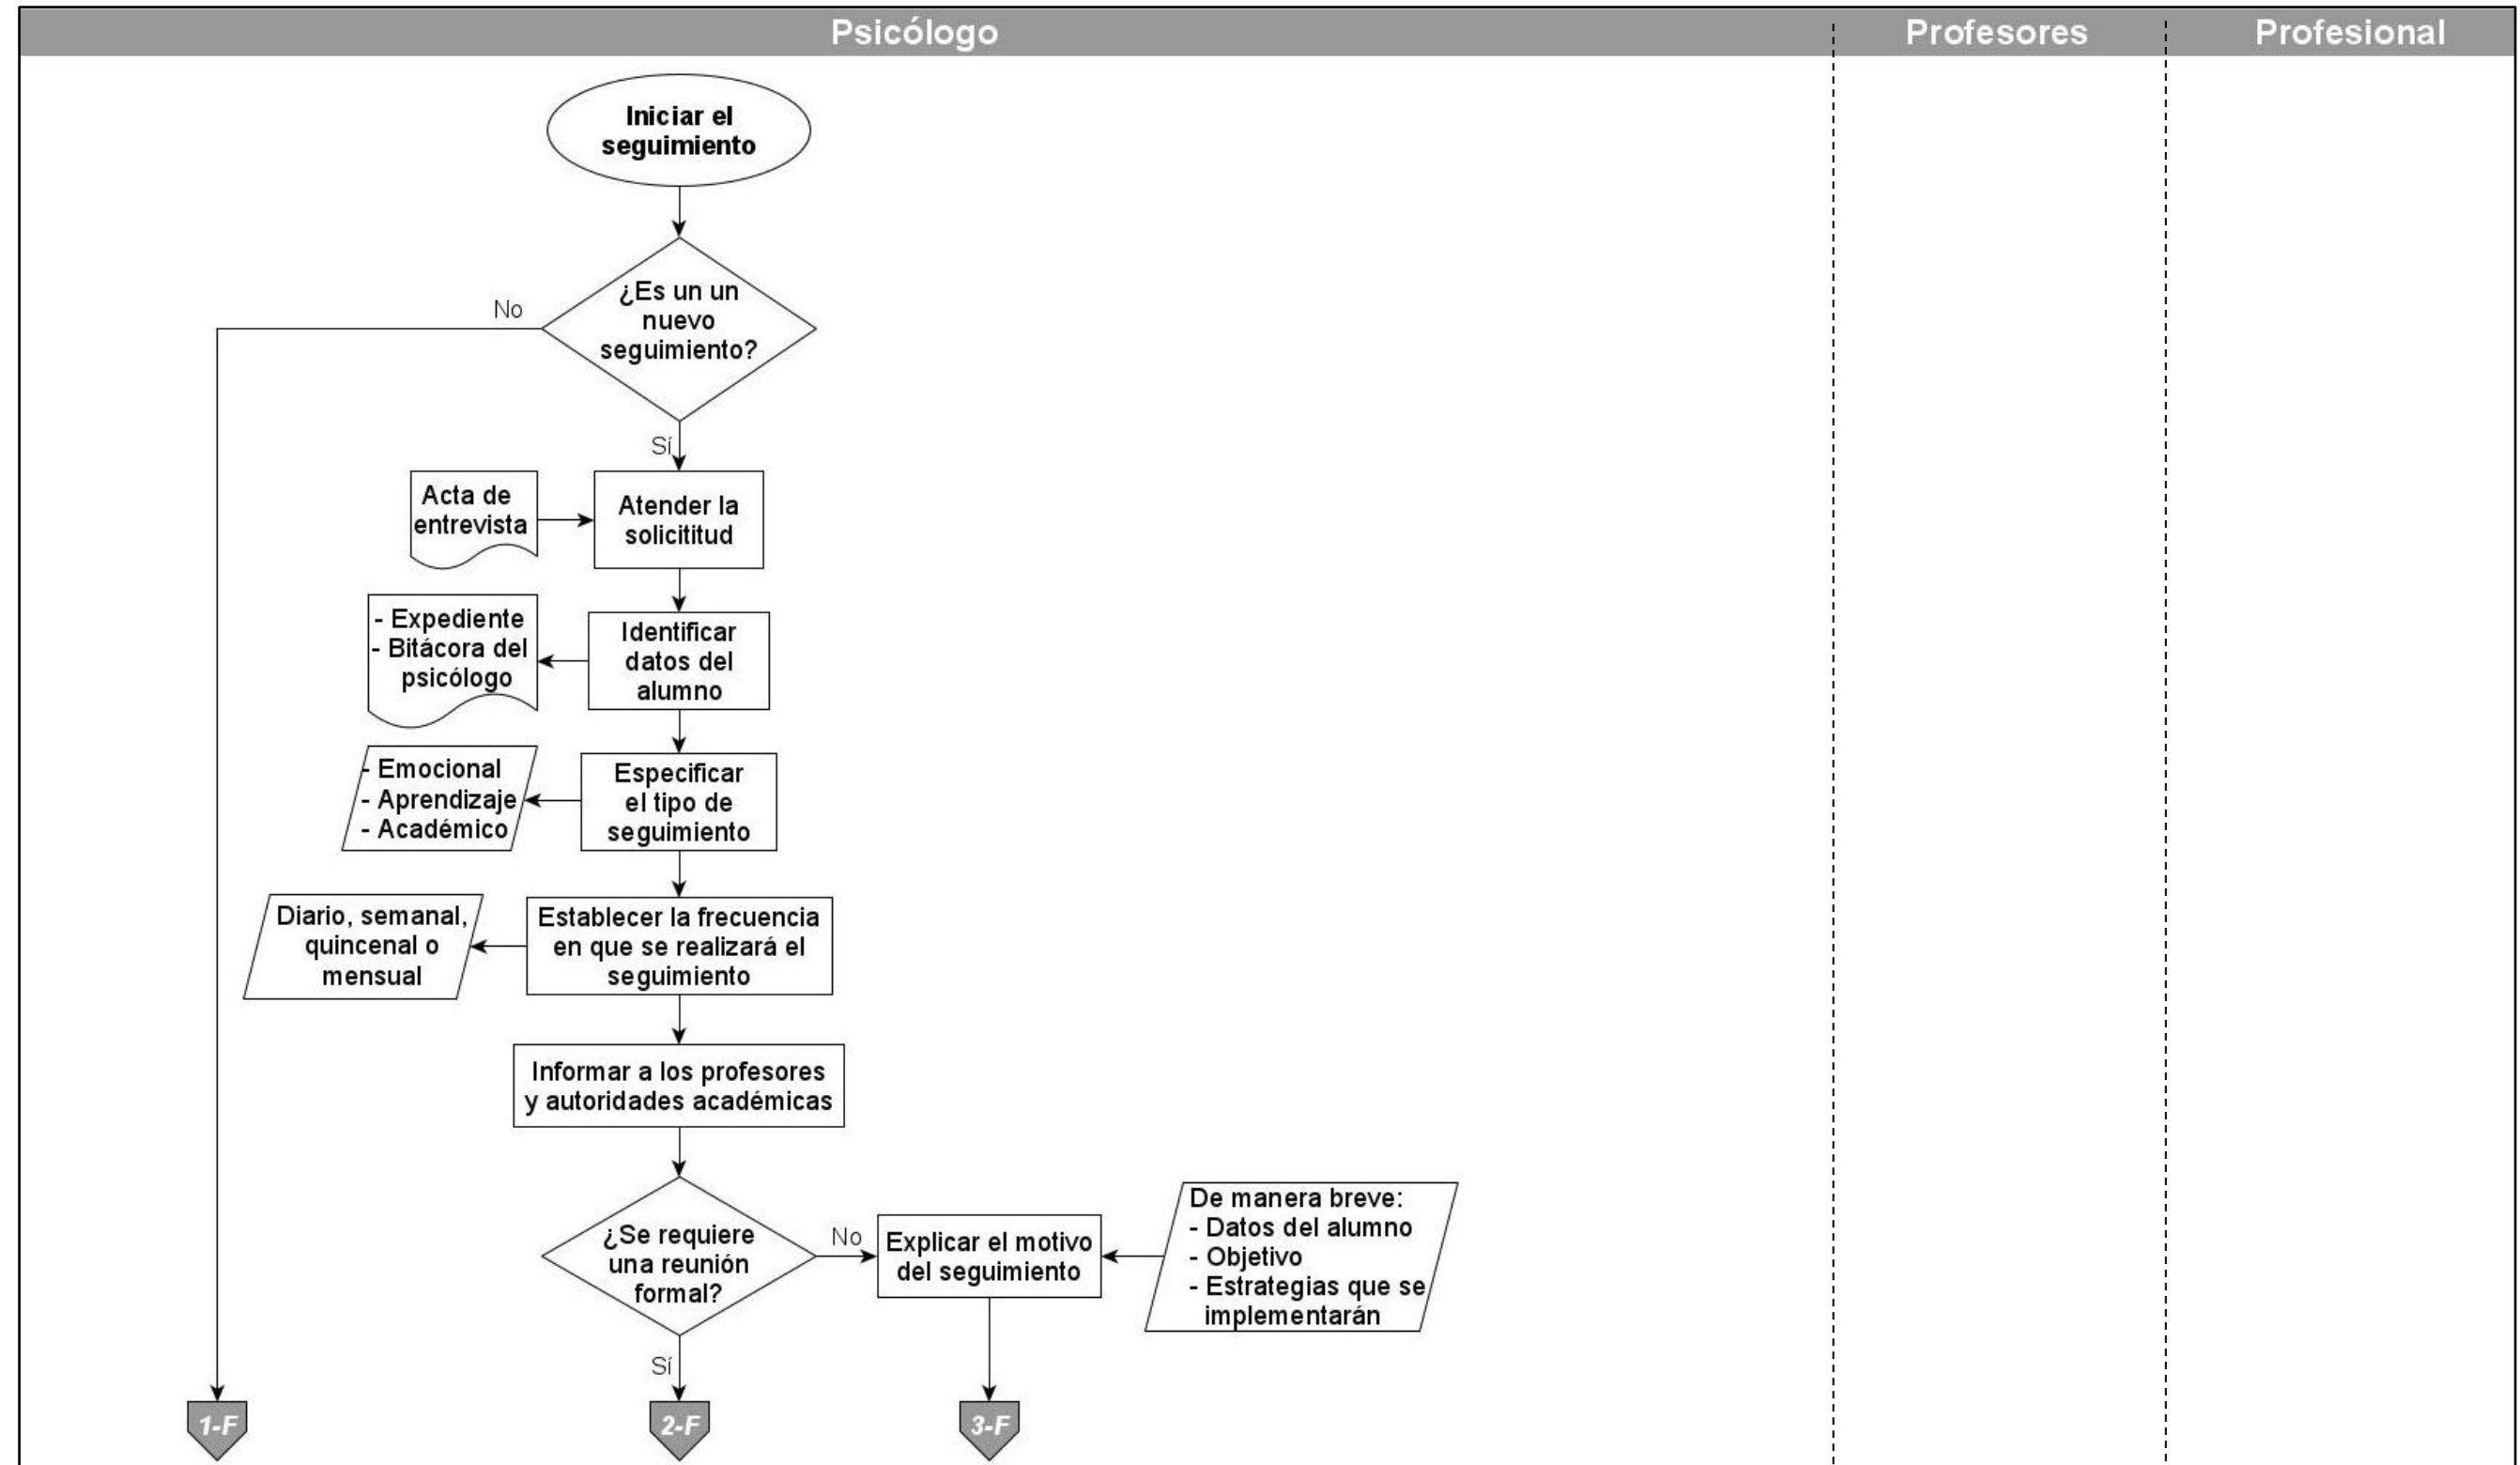 Psicólogo
Profesores
Profesional
Iniciar el
seguimiento
¿Es un un
nuevo
seguimiento?
No
Sí
Acta de
entrevista
Atender la
solicititud
- Expediente
- Bitácora del
psicólogo
Identificar
datos del
alumno
- Emocional
- Aprendizaje
- Académico
Especificar
el tipo de
seguimiento
Diario, semanal,
quincenal o
mensual
Establecer la frecuencia
en que se realizará el
seguimiento
Informar a los profesores
y autoridades académicas
¿Se requiere
una reunión
formal?
No
Explicar el motivo
del seguimiento
De manera breve:
- Datos del alumno
- Objetivo
- Estrategias que se
implementarán
Sí
1-F
2-F
3-F